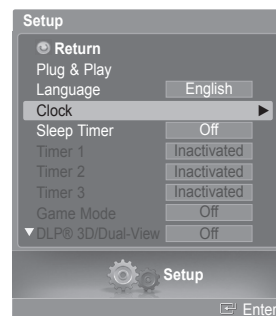 Setup
Return
Plug & Play
Language English
Clock ►
Sleep Timer Off
Timer 1 Inactivated
Timer 2 Inactivated
Timer 3 Inactivated
Game Mode Off
▼DLP® 3D/Dual-View Off
Setup
Enter